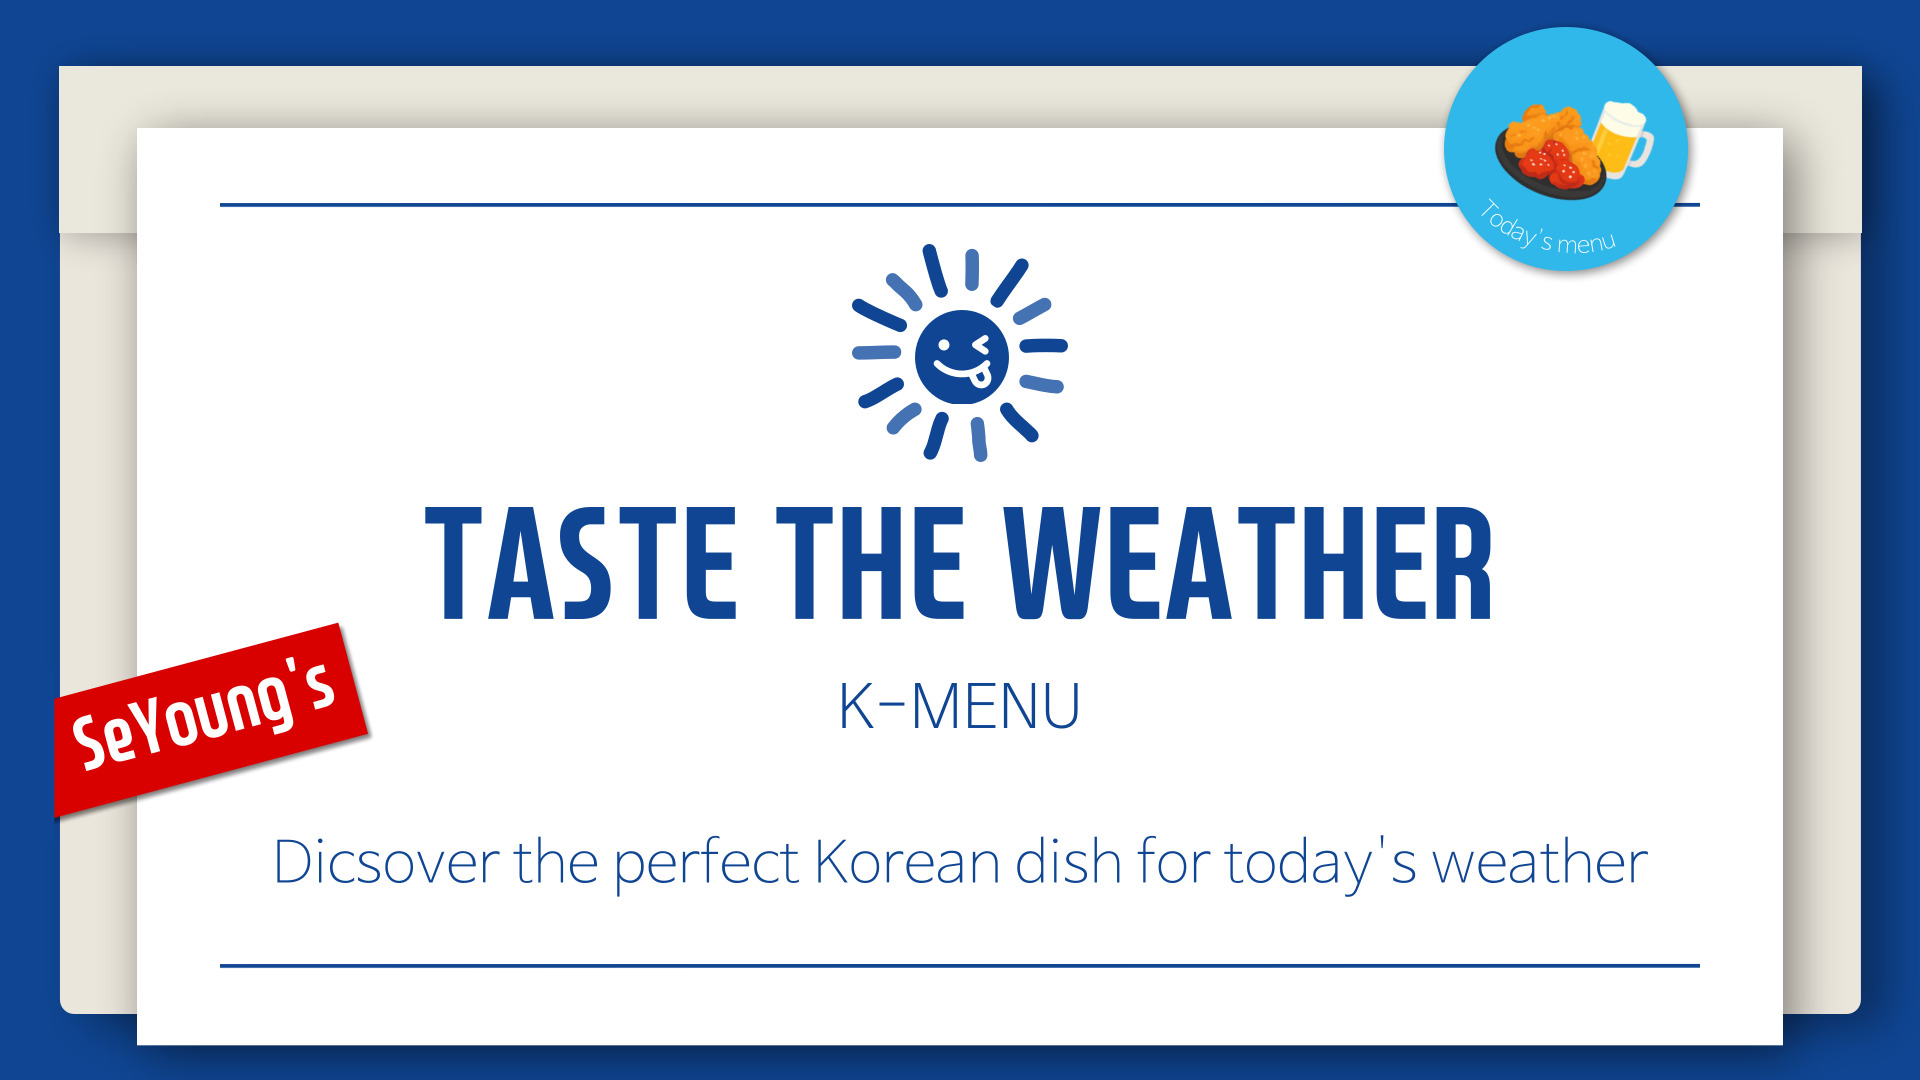 Today's menu
TASTE THE WEATHER
SeYoung's
K-MENU
Dicsover the perfect Korean dish for today's weather